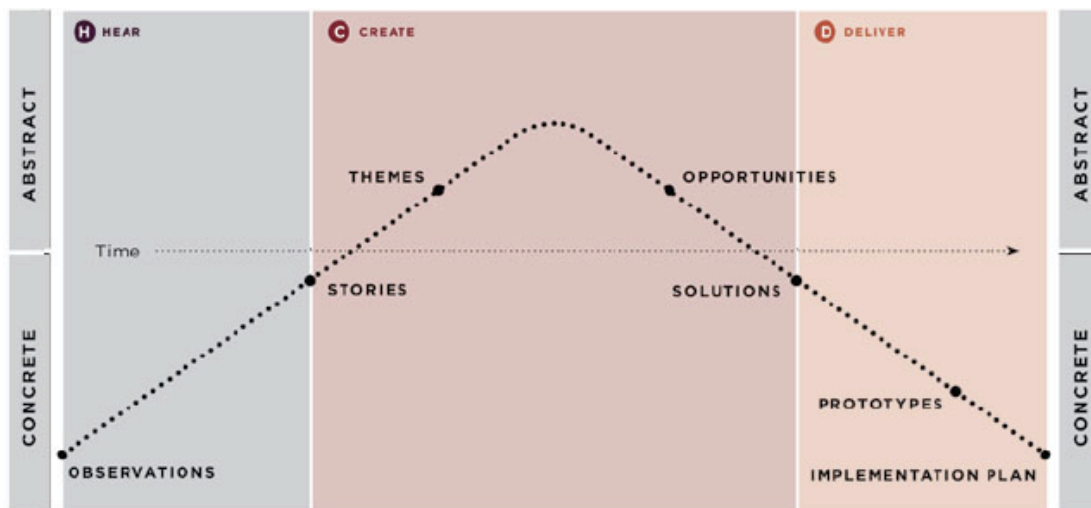 H HEAR
C CREATE
D DELIVER
ABSTRACT
ABSTRACT
THEMES
OPPORTUNITIES
Time
STORIES
SOLUTIONS
CONCRETE
CONCRETE
PROTOTYPES
OBSERVATIONS
IMPLEMENTATION PLAN